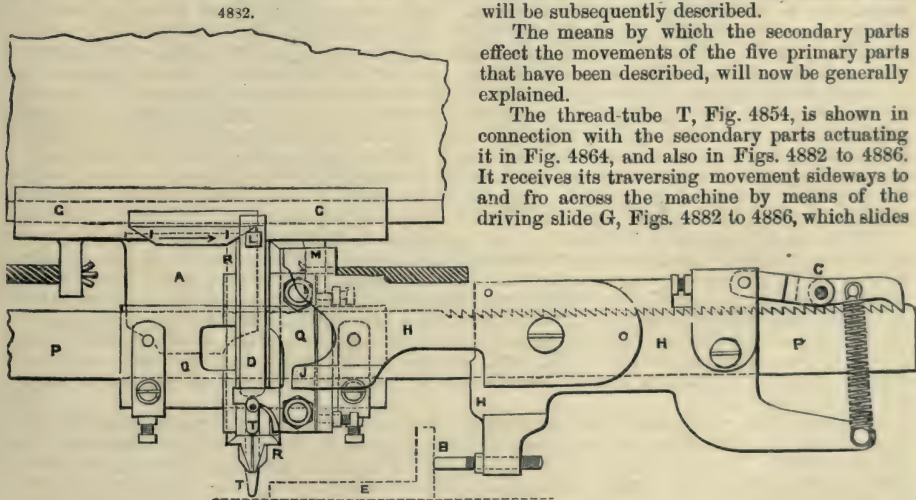 4882.
will be subsequently described.
The means by which the secondary parts
effect the movements of the five primary parts
that have been described, will now be generally
explained.
The thread-tube T, Fig. 4854, is shown in
connection with the secondary parts actuating
it in Fig. 4864, and also in Figs. 4882 to 4886.
It receives its traversing movement sideways to
and fro across the machine by means of the
driving slide G, Figs. 4882 to 4886, which slides
G G
L
R M
A
C
Q H H
P P
G D
J
H
T
R
B
T E